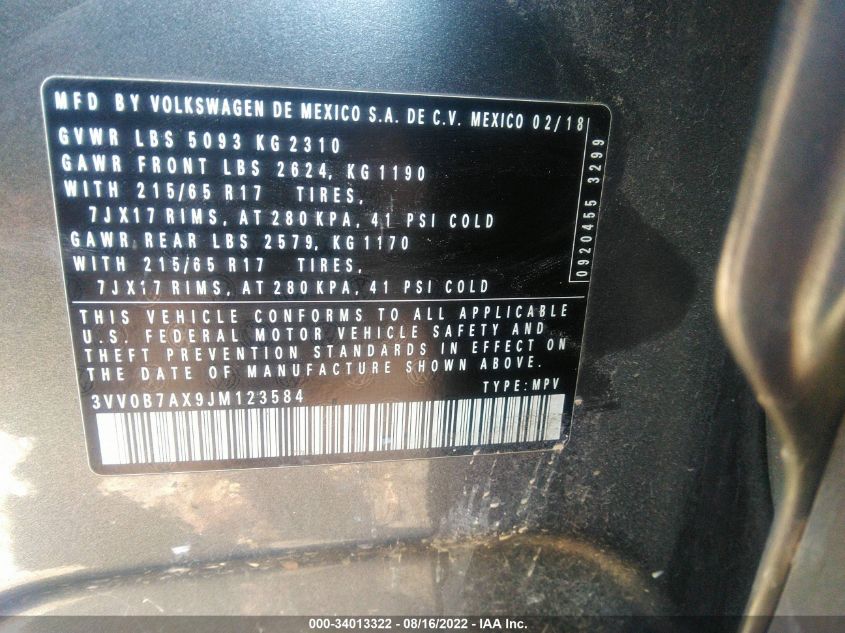 MFD BY VOLKSWAGEN DE MEXICO S.A. DE C.V. MEXICO 02/18
GVWR LBS 5093 KG 2310
GAWR FRONT LBS 2624, KG 1190
WITH 215/65 R17 TIRES,
7JX17 RIMS, AT 280 KPA, 41 PSI COLD
GAWR REAR LBS 2579, KG 1170
WITH 215/65 R17 TIRES,
7JX17 RIMS, AT 280 KPA, 41 PSI COLD
0920455 3299
THIS VEHICLE CONFORMS TO ALL APPLICABLE
U.S. FEDERAL MOTOR VEHICLE SAFETY AND
THEFT PREVENTION STANDARDS IN EFFECT ON
THE DATE OF MANUFACTURE SHOWN ABOVE.
3VV0B7AX9JM123584 TYPE: MPV
000-34013322 - 08/16/2022 - IAA Inc.